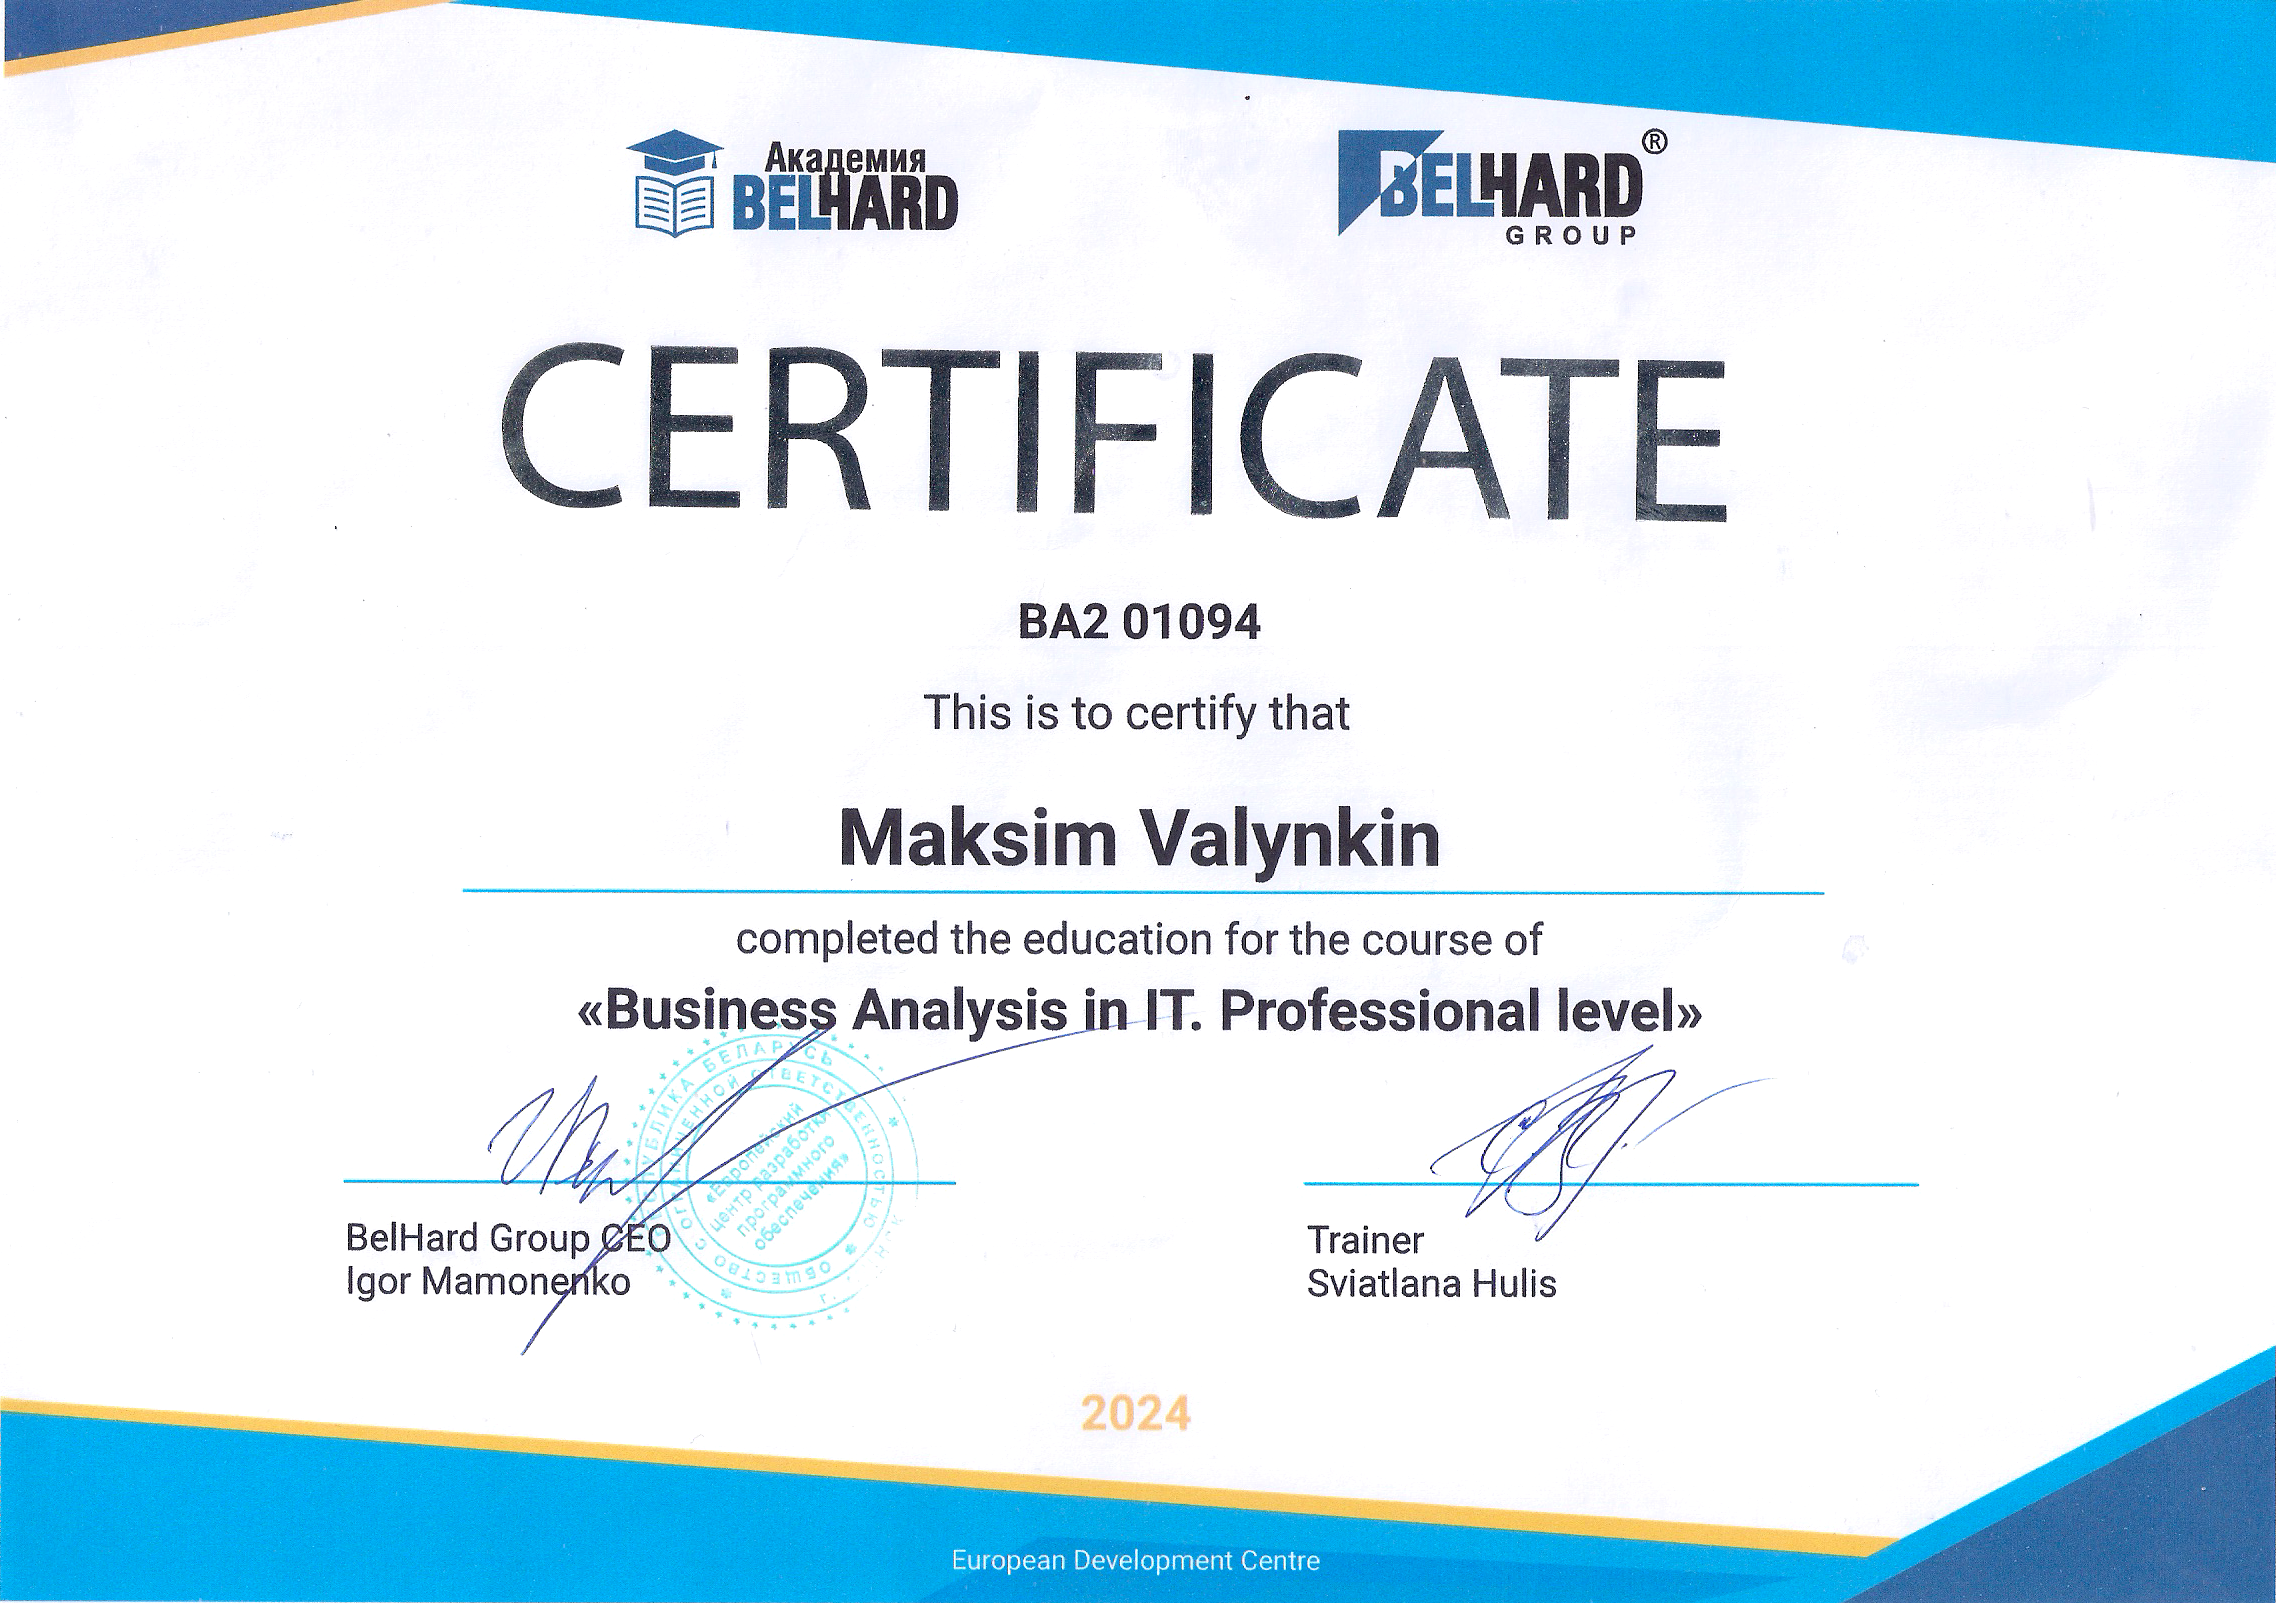 Академия
BELHARD
BELHARD®
GROUP
CERTIFICATE
BA2 01094
This is to certify that
Maksim Valynkin
completed the education for the course of
«Business Analysis in IT. Professional level»
РЕСПУБЛИКА БЕЛАРУСЬ
ОБЩЕСТВО С ОГРАНИЧЕННОЙ ОТВЕТСТВЕННОСТЬЮ
«Европейский
центр разработки
программного
обеспечения»
BelHard Group CEO
Igor Mamonenko
Trainer
Sviatlana Hulis
2024
European Development Centre